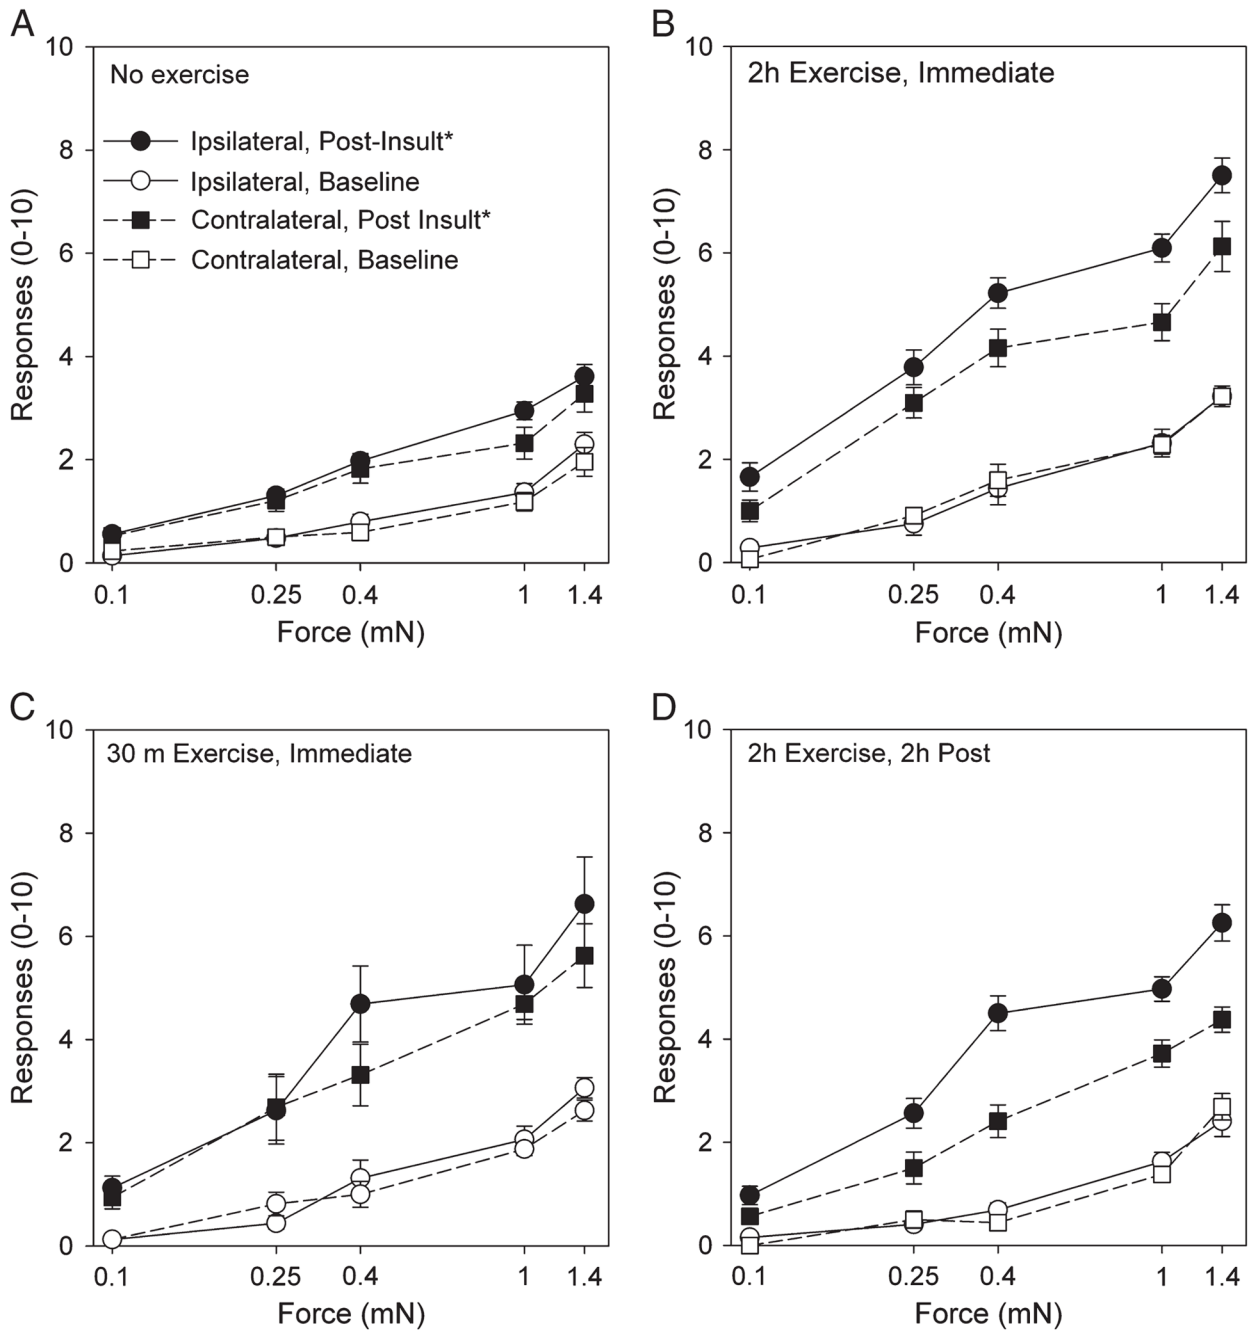 A
No exercise
Ipsilateral, Post-Insult*
Ipsilateral, Baseline
Contralateral, Post Insult*
Contralateral, Baseline
10
8
6
4
2
0
Responses (0-10)
0.1 0.25 0.4 1 1.4
Force (mN)
B
2h Exercise, Immediate
10
8
6
4
2
0
Responses (0-10)
0.1 0.25 0.4 1 1.4
Force (mN)
C
30 m Exercise, Immediate
10
8
6
4
2
0
Responses (0-10)
0.1 0.25 0.4 1 1.4
Force (mN)
D
2h Exercise, 2h Post
10
8
6
4
2
0
Responses (0-10)
0.1 0.25 0.4 1 1.4
Force (mN)